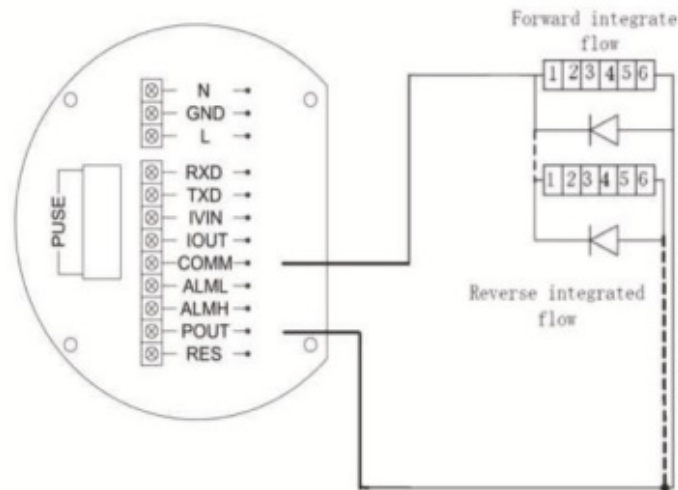 Forward integrate
flow
1 2 3 4 5 6
N
GND
L
RXD
TXD
IVIN
IOUT
COMM
ALML
ALMH
POUT
RES
PUSE
1 2 3 4 5 6
Reverse integrated
flow